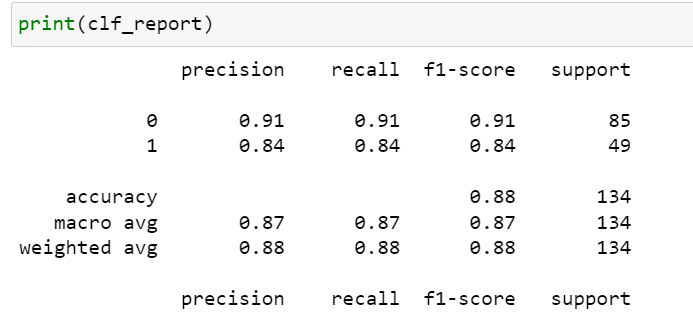 print(clf_report)
precision recall f1-score support
0 0.91 0.91 0.91 85
1 0.84 0.84 0.84 49
accuracy 0.88 134
macro avg 0.87 0.87 0.87 134
weighted avg 0.88 0.88 0.88 134
precision recall f1-score support